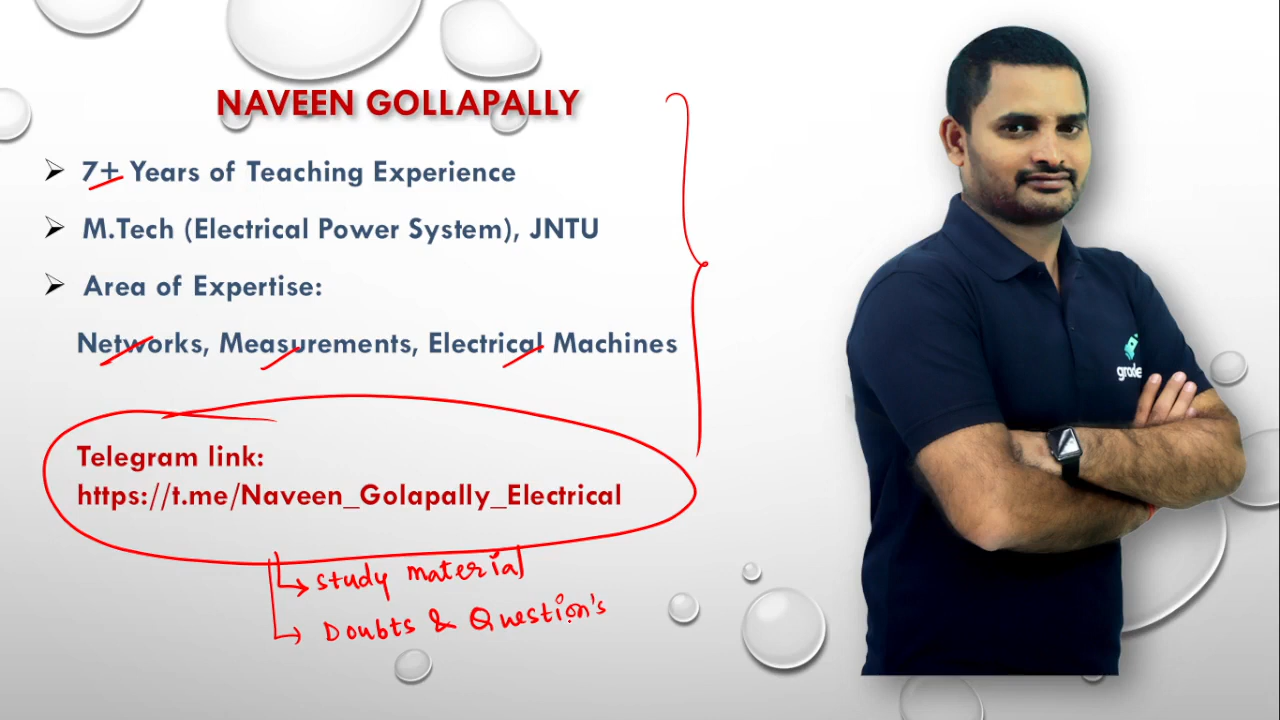 NAVEEN GOLLAPALLY
7+ Years of Teaching Experience
M.Tech (Electrical Power System), JNTU
Area of Expertise:
Networks, Measurements, Electrical Machines
Telegram link:
https://t.me/Naveen_Golapally_Electrical
study material
Doubts & Question's
grade